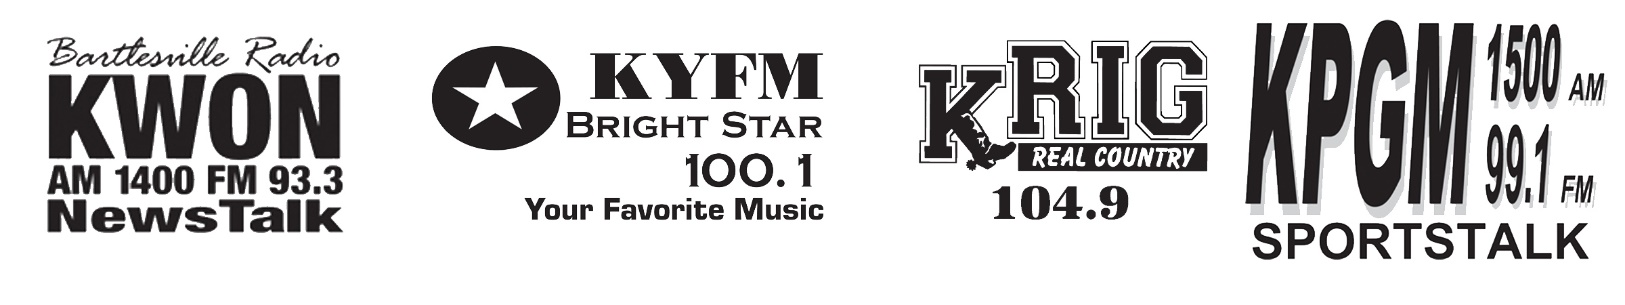 Bartlesville Radio
KWON
AM 1400 FM 93.3
NewsTalk
KYFM
BRIGHT STAR
100.1
Your Favorite Music
KRIG
REAL COUNTRY
104.9
KPGM
1500 AM
99.1 FM
SPORTSTALK